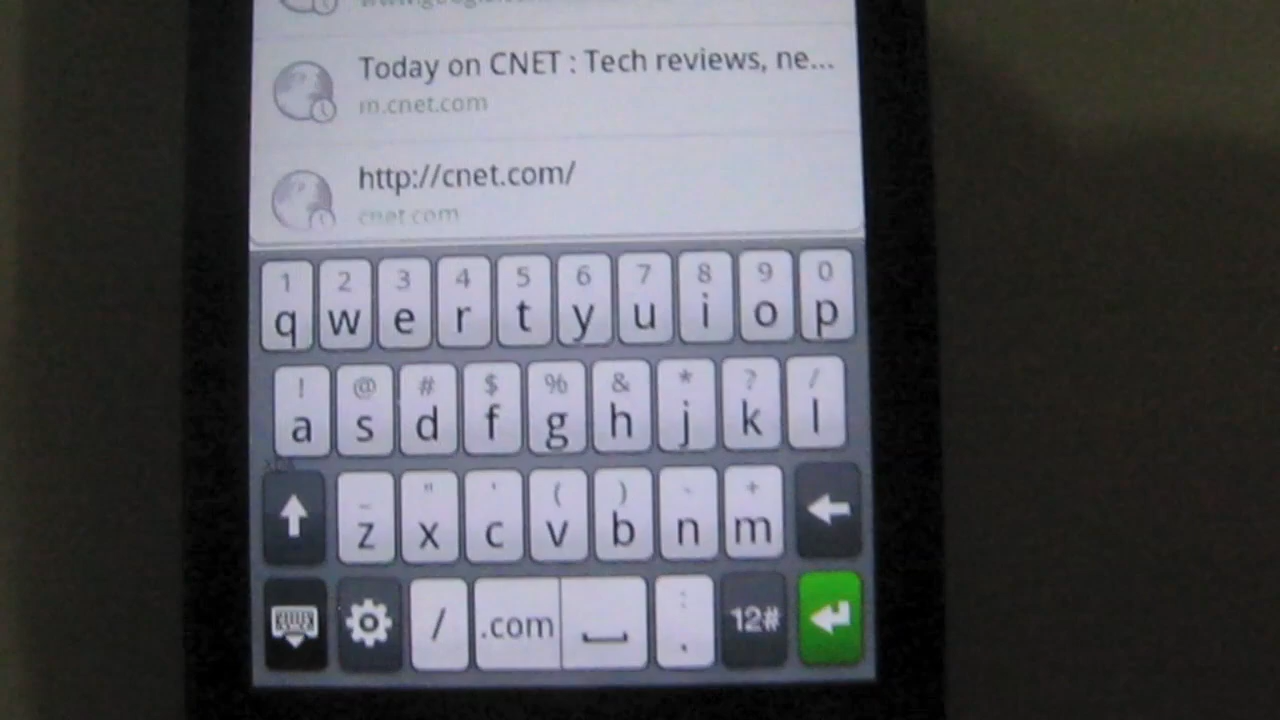 Today on CNET : Tech reviews, ne...
m.cnet.com
http://cnet.com/
cnet.com
1 2 3 4 5 6 7 8 9 0
q w e r t y u i o p
! @ # $ % & * ? /
a s d f g h j k l
_ " ' ( ) - +
z x c v b n m
/ .com : . 12#